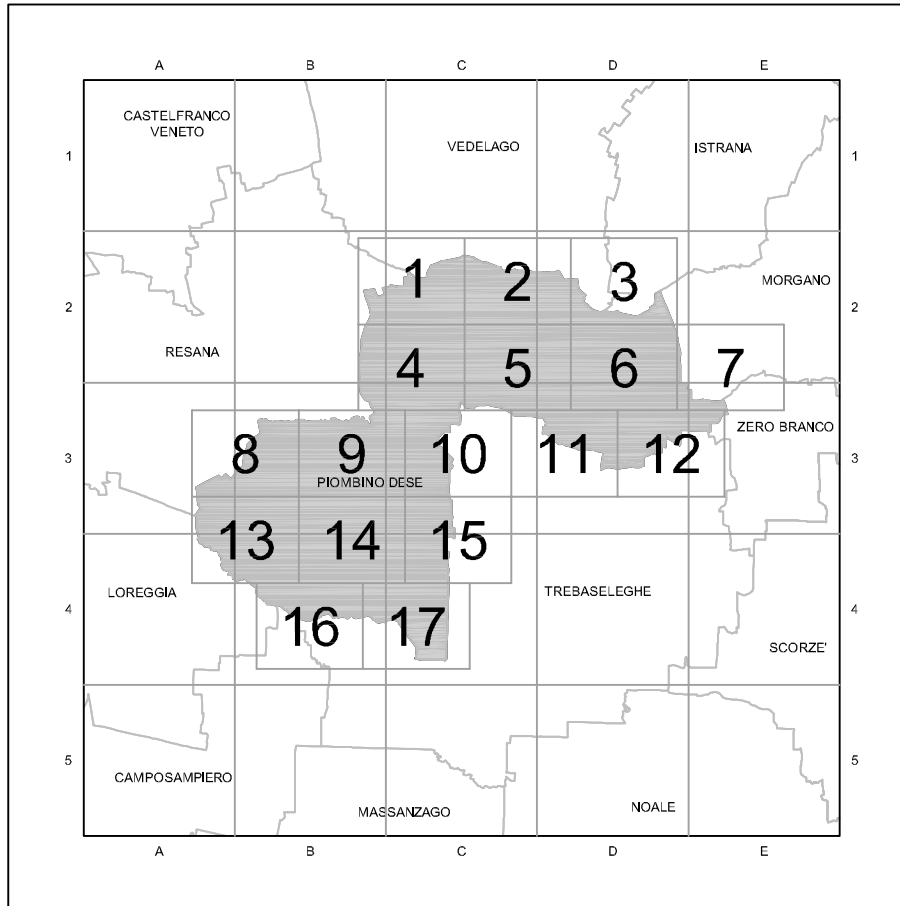 A B C D E
CASTELFRANCO
VENETO
VEDELAGO
ISTRANA
1 1
MORGANO
1 2 3
2 2
RESANA
4 5 6 7
ZERO BRANCO
8 9 10 11 12
3 3
PIOMBINO DESE
13 14 15
LOREGGIA
TREBASELEGHE
4 4
16 17
SCORZE'
5 5
CAMPOSAMPIERO
MASSANZAGO
NOALE
A B C D E